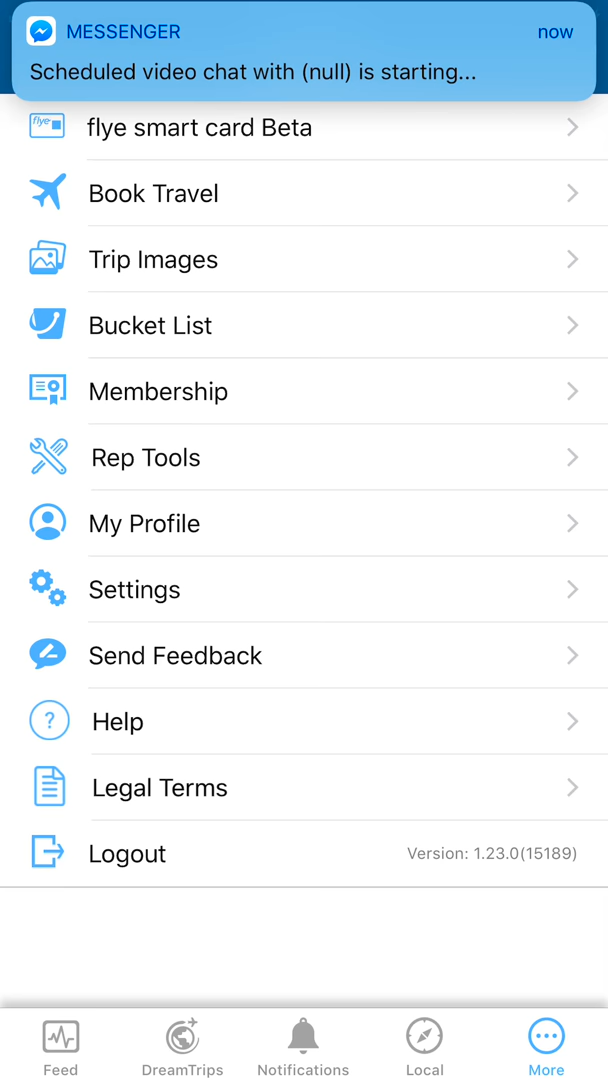 MESSENGER now
Scheduled video chat with (null) is starting...
flye flye smart card Beta
Book Travel
Trip Images
Bucket List
Membership
Rep Tools
My Profile
Settings
Send Feedback
? Help
Legal Terms
Logout Version: 1.23.0(15189)
Feed DreamTrips Notifications Local More